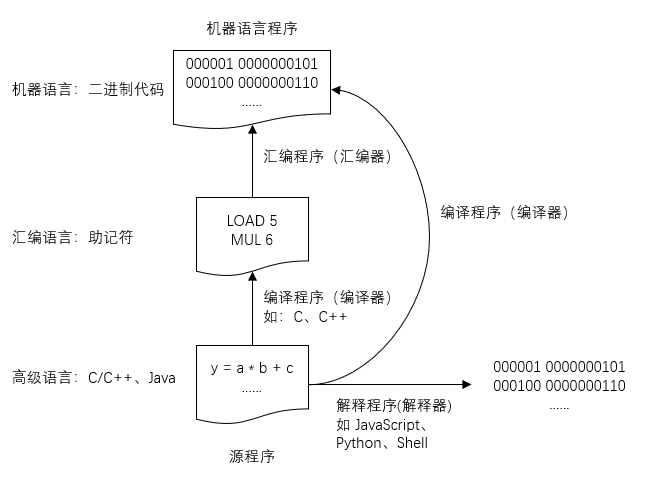 机器语言程序
机器语言：二进制代码
000001 0000000101
000100 0000000110
......
汇编程序（汇编器）
编译程序（编译器）
汇编语言：助记符
LOAD 5
MUL 6
编译程序（编译器）
如：C、C++
高级语言：C/C++、Java
y = a * b + c
......
000001 0000000101
000100 0000000110
......
解释程序(解释器)
如 JavaScript、
Python、Shell
源程序